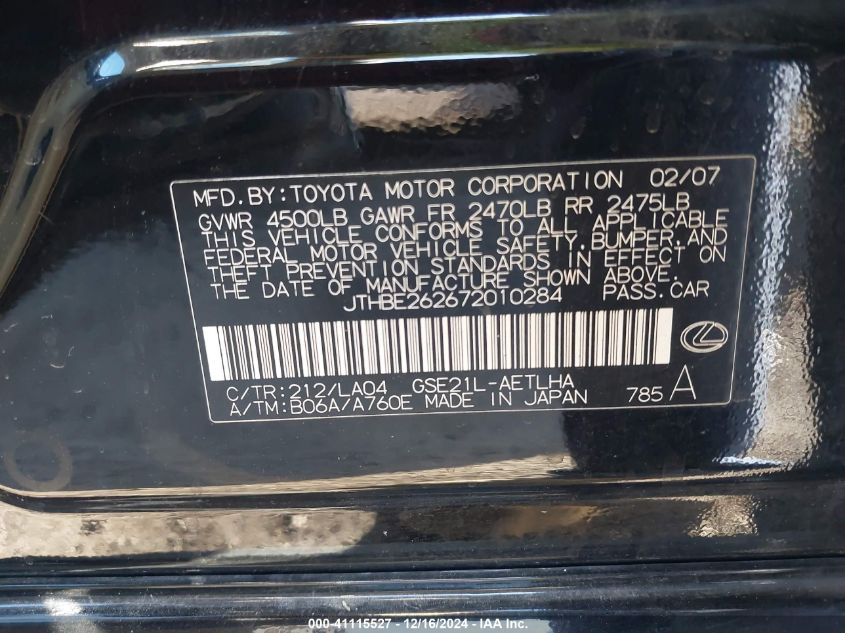 MFD. BY: TOYOTA MOTOR CORPORATION 02/07
GVWR 4500LB GAWR FR 2470LB RR 2475LB
THIS VEHICLE CONFORMS TO ALL APPLICABLE
FEDERAL MOTOR VEHICLE SAFETY, BUMPER, AND
THEFT PREVENTION STANDARDS IN EFFECT ON
THE DATE OF MANUFACTURE SHOWN ABOVE.
JTHBE262672010284 PASS. CAR
C/TR: 212/LA04 GSE21L-AETLHA
A/TM: B06A/A760E MADE IN JAPAN 785 A
000-41115527 - 12/16/2024 - IAA Inc.